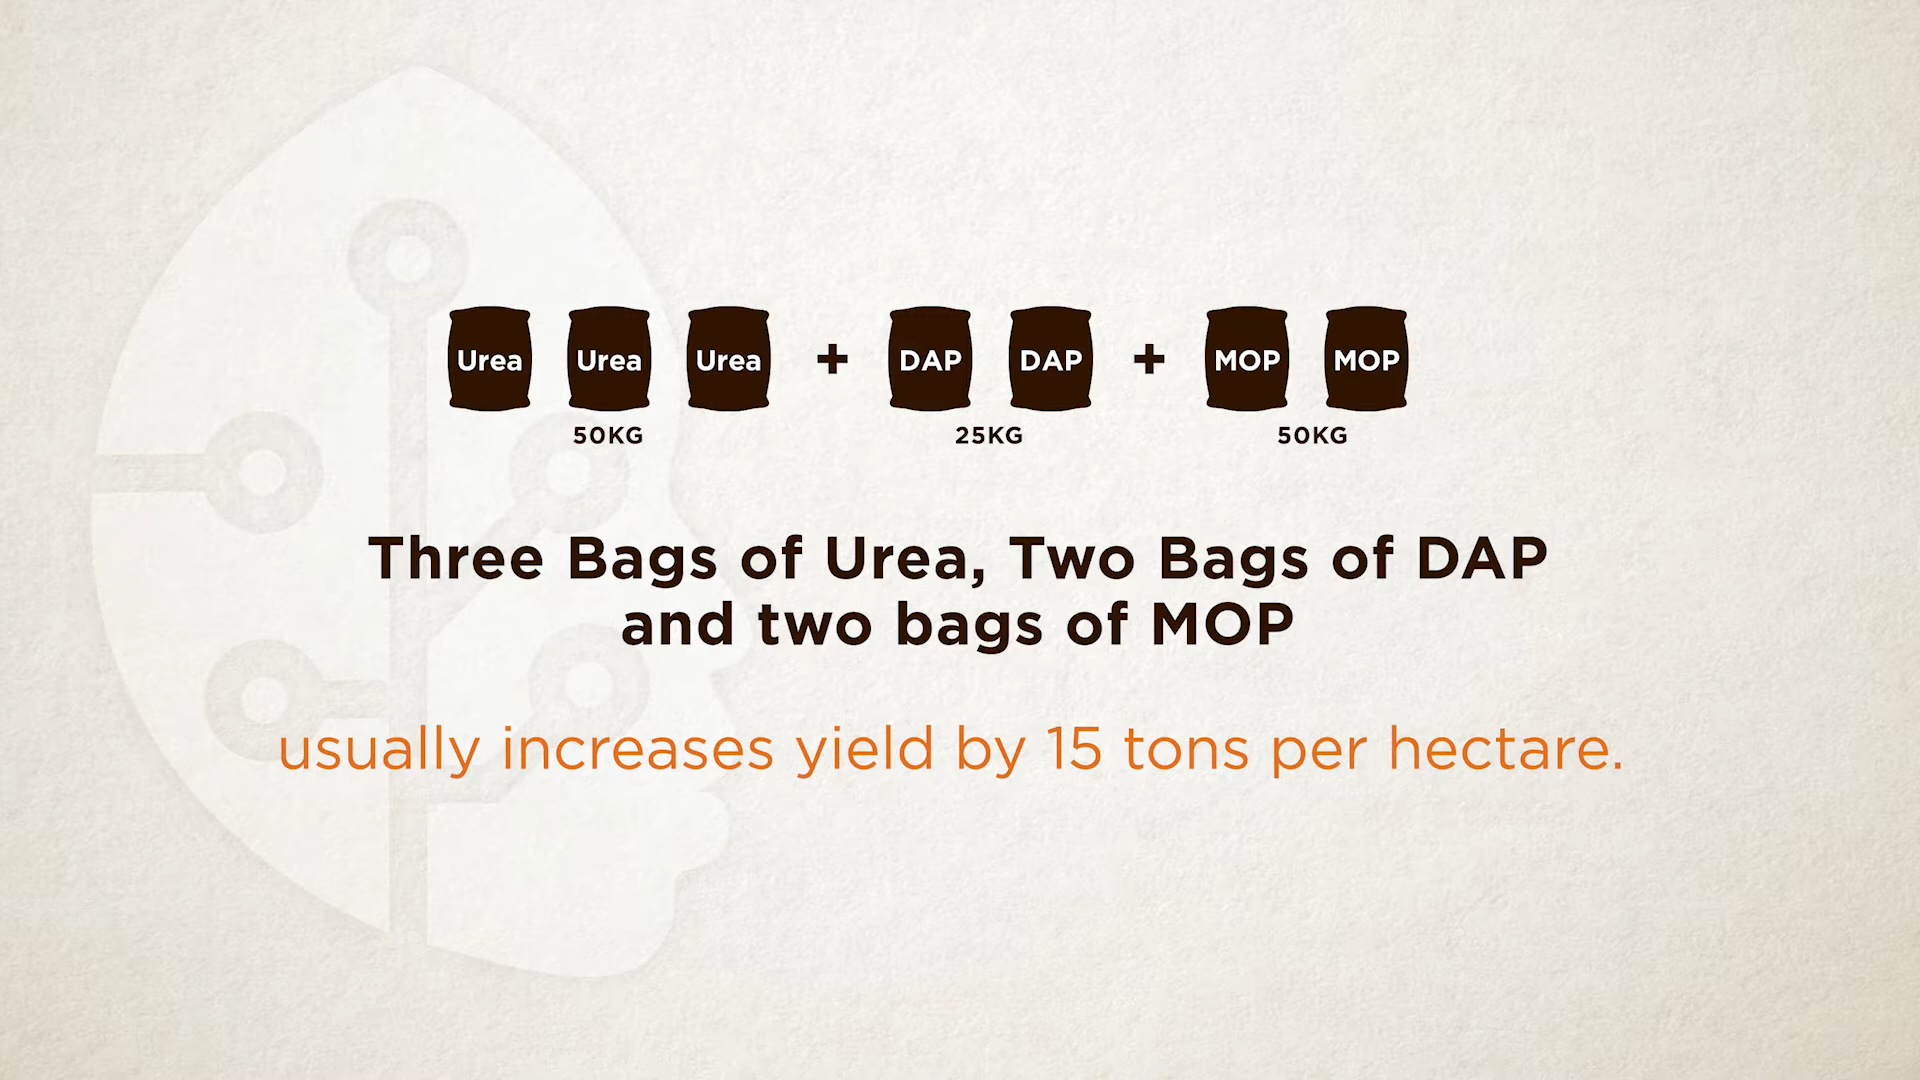 Urea Urea Urea + DAP DAP + MOP MOP
50KG 25KG 50KG
Three Bags of Urea, Two Bags of DAP
and two bags of MOP
usually increases yield by 15 tons per hectare.